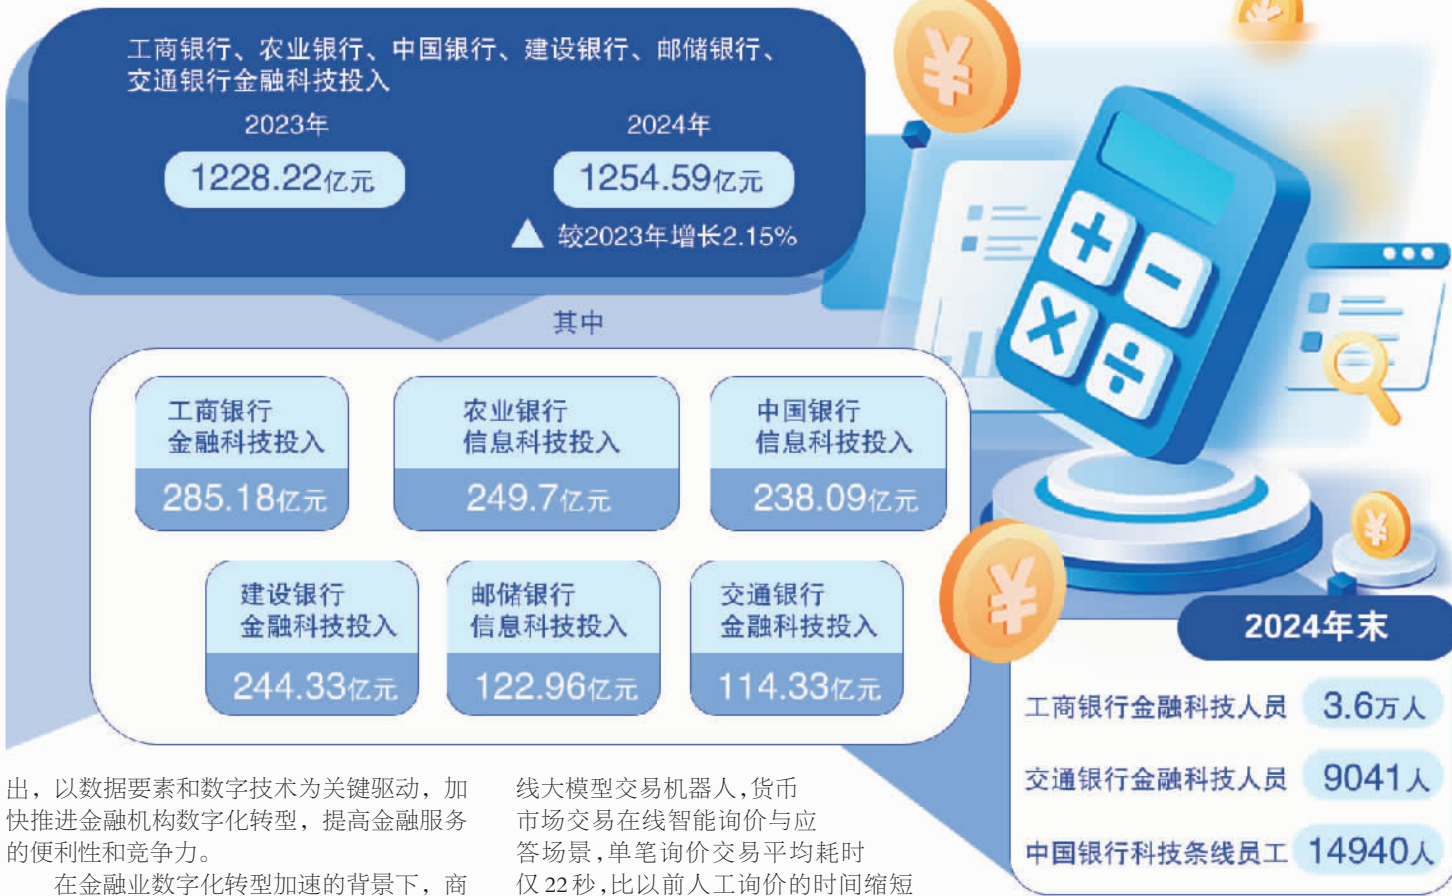 工商银行、农业银行、中国银行、建设银行、邮储银行、
交通银行金融科技投入
2023年
1228.22亿元
2024年
1254.59亿元
较2023年增长2.15%
其中
工商银行
金融科技投入
285.18亿元
农业银行
信息科技投入
249.7亿元
中国银行
信息科技投入
238.09亿元
建设银行
金融科技投入
244.33亿元
邮储银行
信息科技投入
122.96亿元
交通银行
金融科技投入
114.33亿元
2024年末
工商银行金融科技人员 3.6万人
交通银行金融科技人员 9041人
中国银行科技条线员工 14940人
出，以数据要素和数字技术为关键驱动，加
快推进金融机构数字化转型，提高金融服务
的便利性和竞争力。
在金融业数字化转型加速的背景下，商
线大模型交易机器人，货币
市场交易在线智能询价与应
答场景，单笔询价交易平均耗时
仅22秒，比以前人工询价的时间缩短